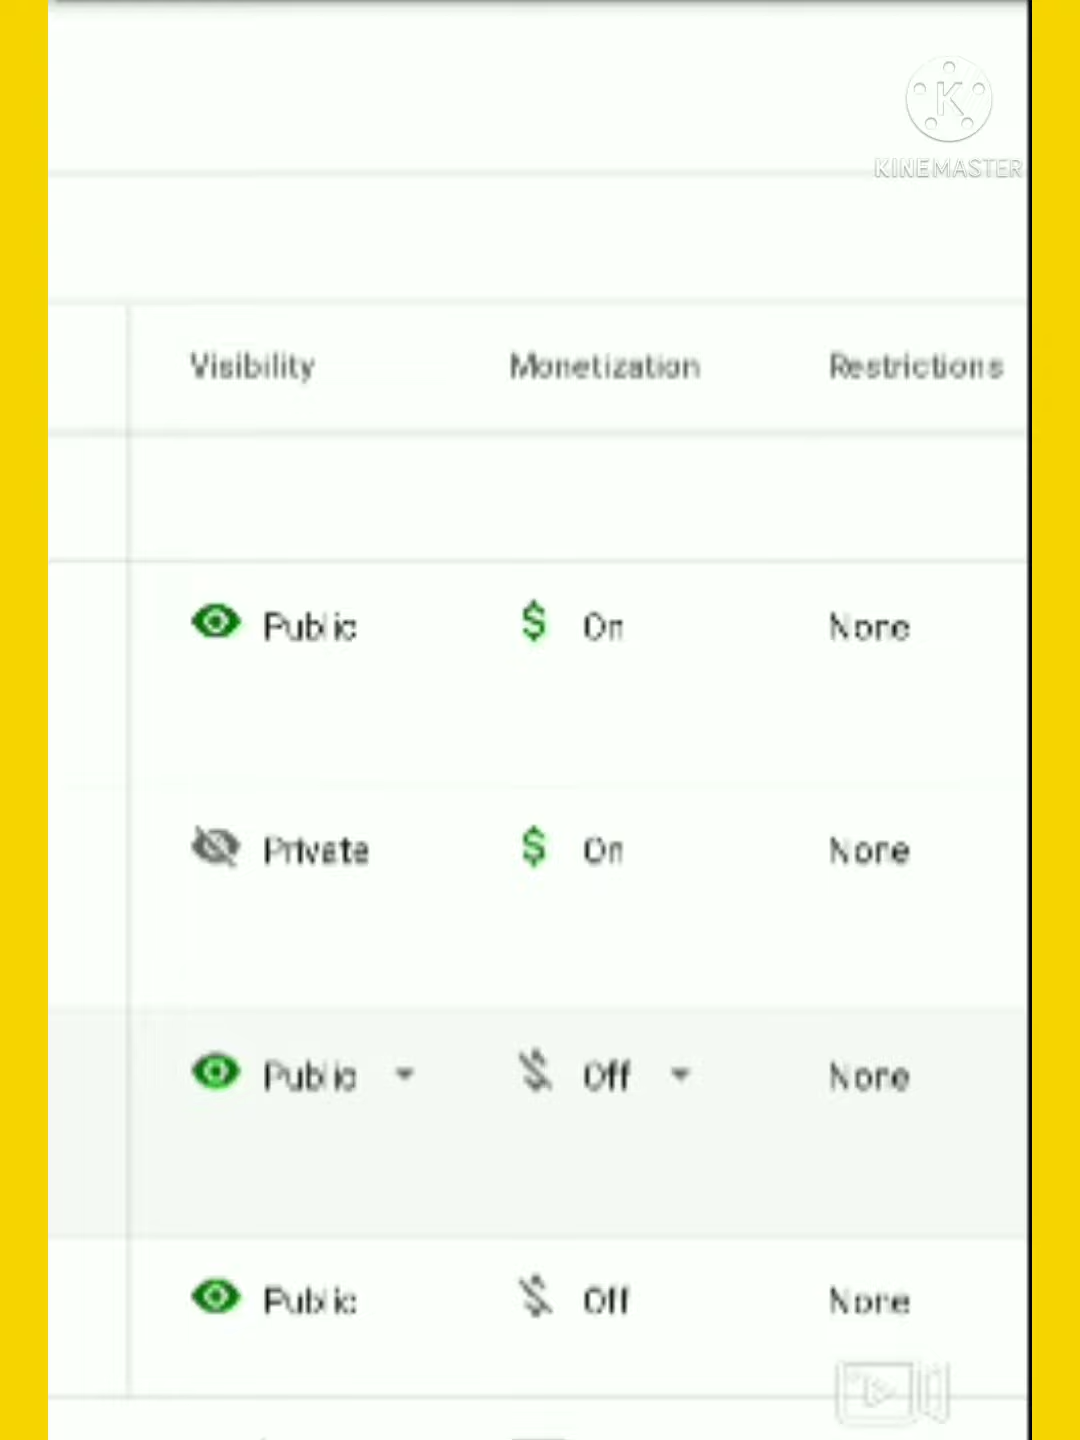 K
KINEMASTER
Visibility Monetization Restrictions
Public $ On None
Private $ On None
Public Off None
Public Off None